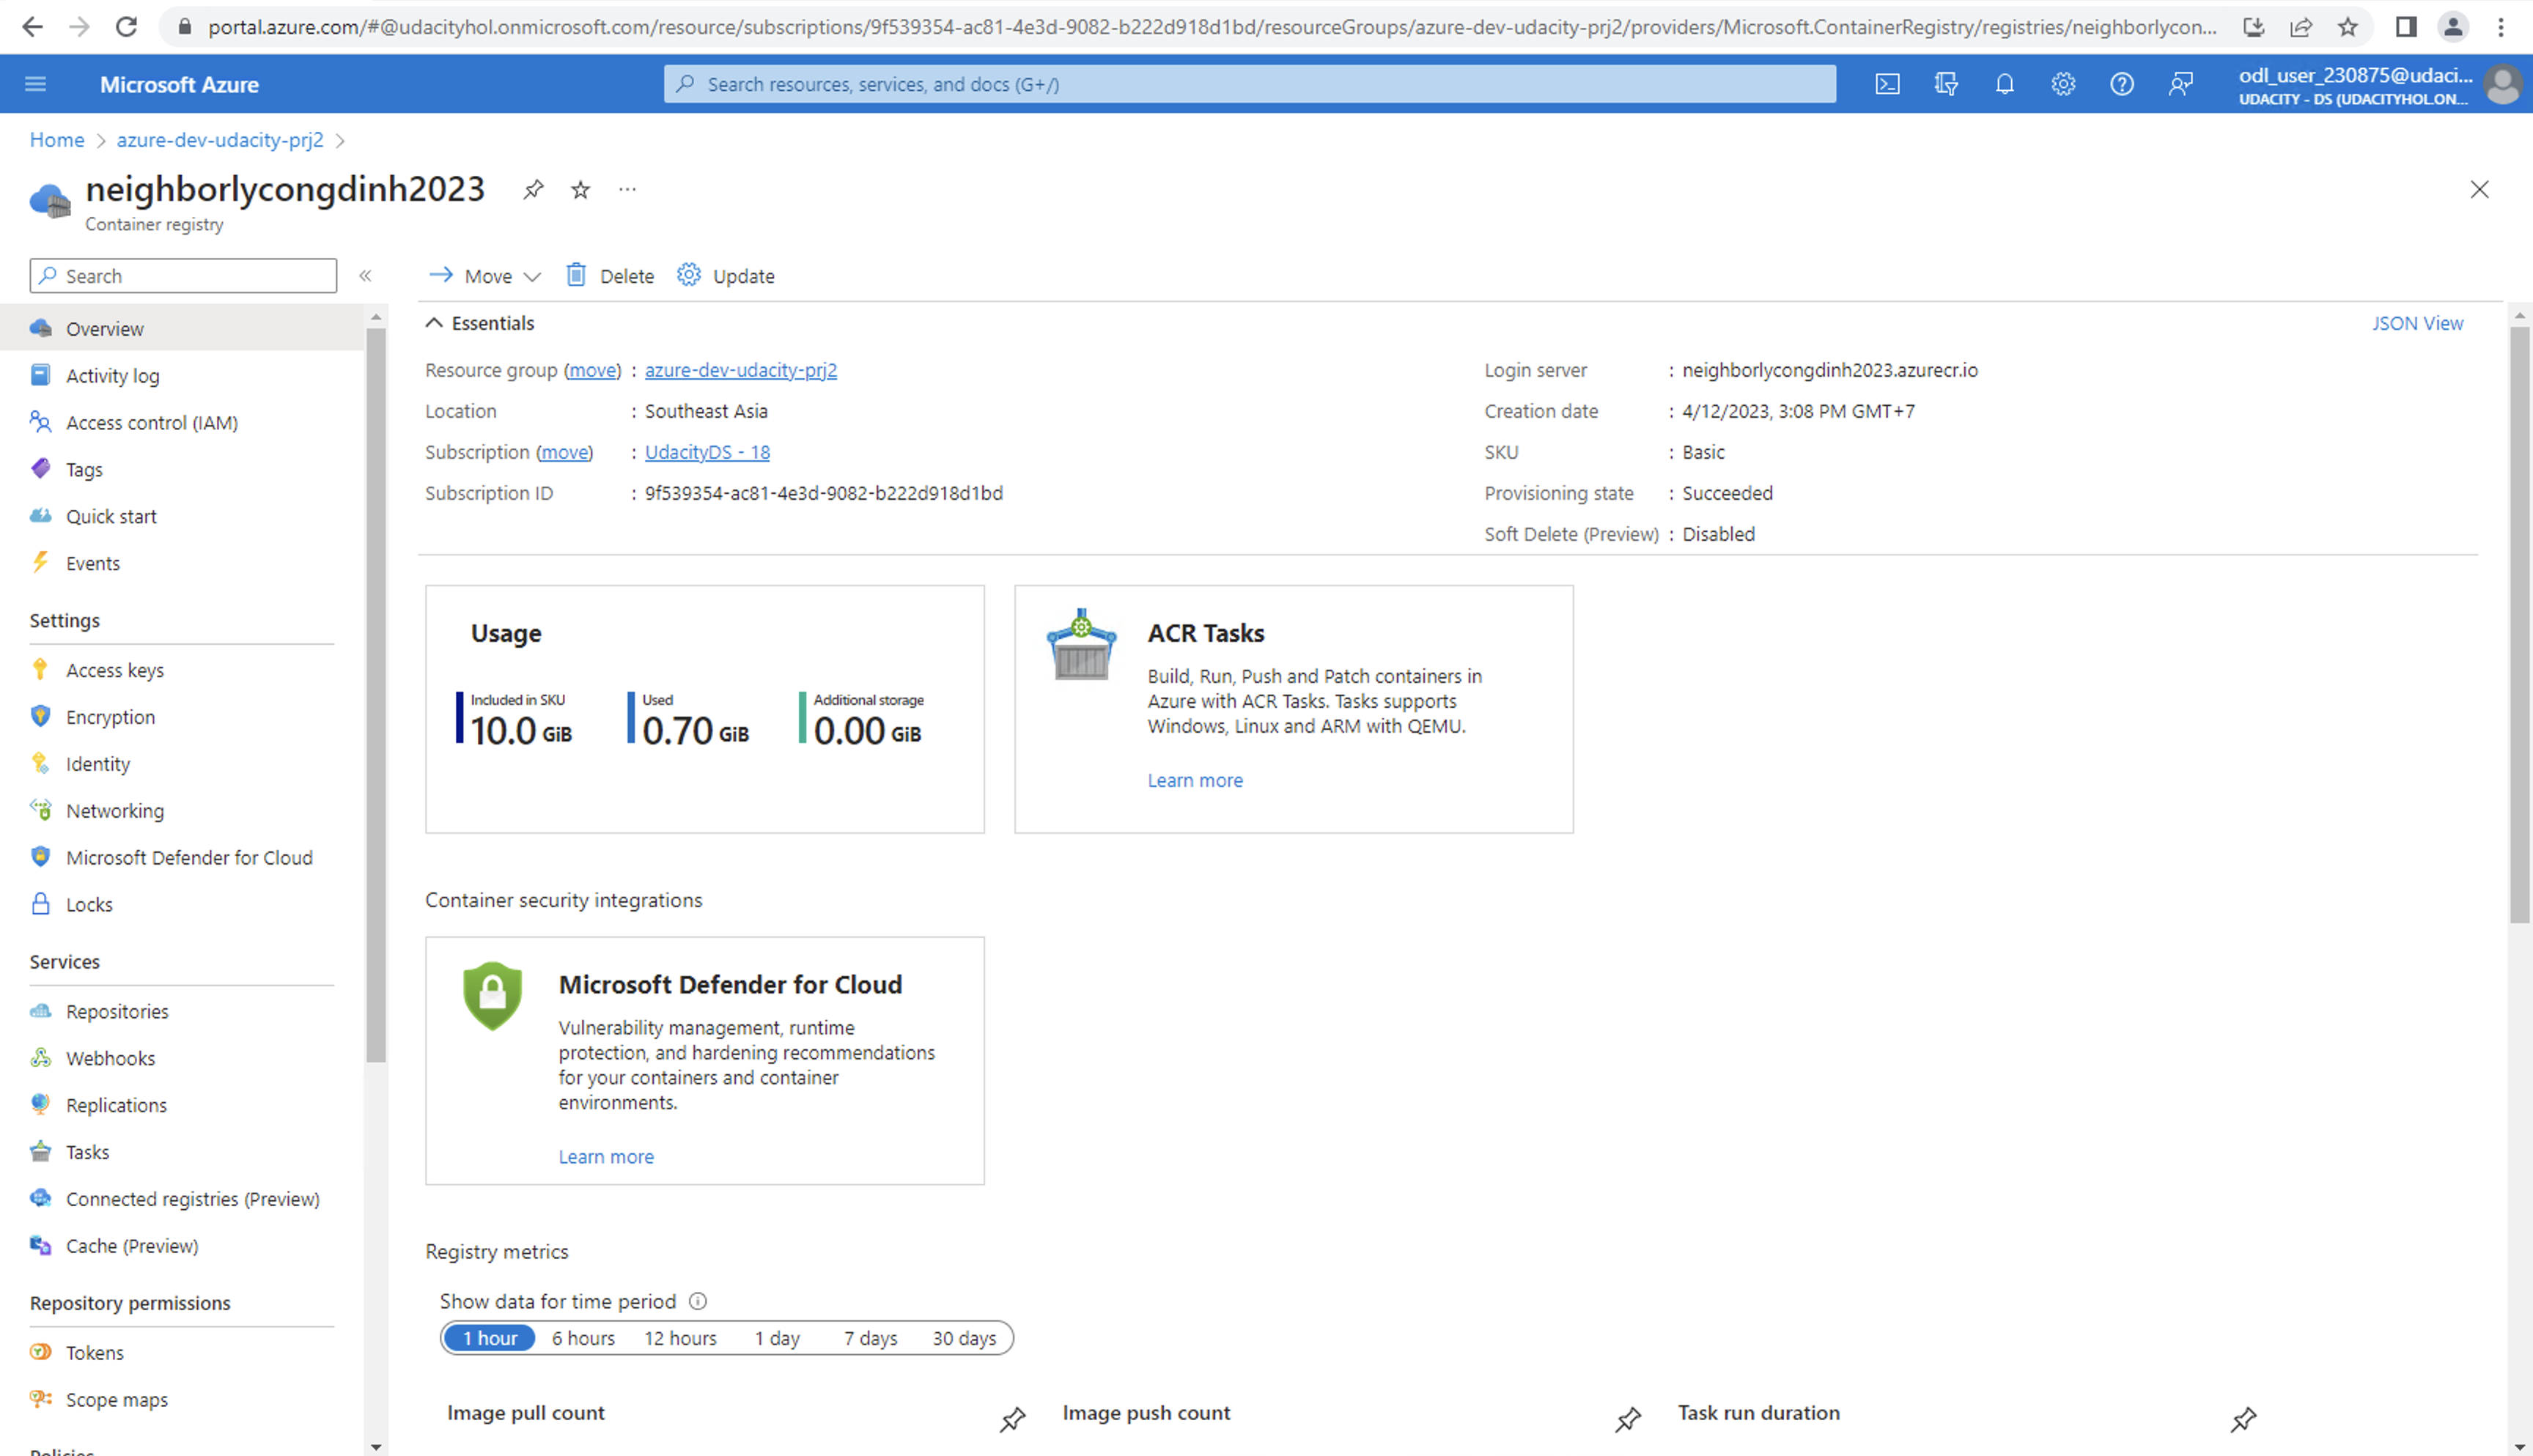 portal.azure.com/#@udacityhol.onmicrosoft.com/resource/subscriptions/9f539354-ac81-4e3d-9082-b222d918d1bd/resourceGroups/azure-dev-udacity-prj2/providers/Microsoft.ContainerRegistry/registries/neighborlycon...
Microsoft Azure
Search resources, services, and docs (G+/)
odl_user_230875@udaci...
UDACITY - DS (UDACITYHOL.ON...
Home > azure-dev-udacity-prj2 >
neighborlycongdinh2023
Container registry
Search
Overview
Activity log
Access control (IAM)
Tags
Quick start
Events
Settings
Access keys
Encryption
Identity
Networking
Microsoft Defender for Cloud
Locks
Services
Repositories
Webhooks
Replications
Tasks
Connected registries (Preview)
Cache (Preview)
Repository permissions
Tokens
Scope maps
Policies
Move Delete Update
Essentials
JSON View
Resource group (move) : azure-dev-udacity-prj2
Location : Southeast Asia
Subscription (move) : UdacityDS - 18
Subscription ID : 9f539354-ac81-4e3d-9082-b222d918d1bd
Login server : neighborlycongdinh2023.azurecr.io
Creation date : 4/12/2023, 3:08 PM GMT+7
SKU : Basic
Provisioning state : Succeeded
Soft Delete (Preview) : Disabled
Usage
Included in SKU
10.0 GiB
Used
0.70 GiB
Additional storage
0.00 GiB
ACR Tasks
Build, Run, Push and Patch containers in
Azure with ACR Tasks. Tasks supports
Windows, Linux and ARM with QEMU.
Learn more
Container security integrations
Microsoft Defender for Cloud
Vulnerability management, runtime
protection, and hardening recommendations
for your containers and container
environments.
Learn more
Registry metrics
Show data for time period
1 hour 6 hours 12 hours 1 day 7 days 30 days
Image pull count
Image push count
Task run duration